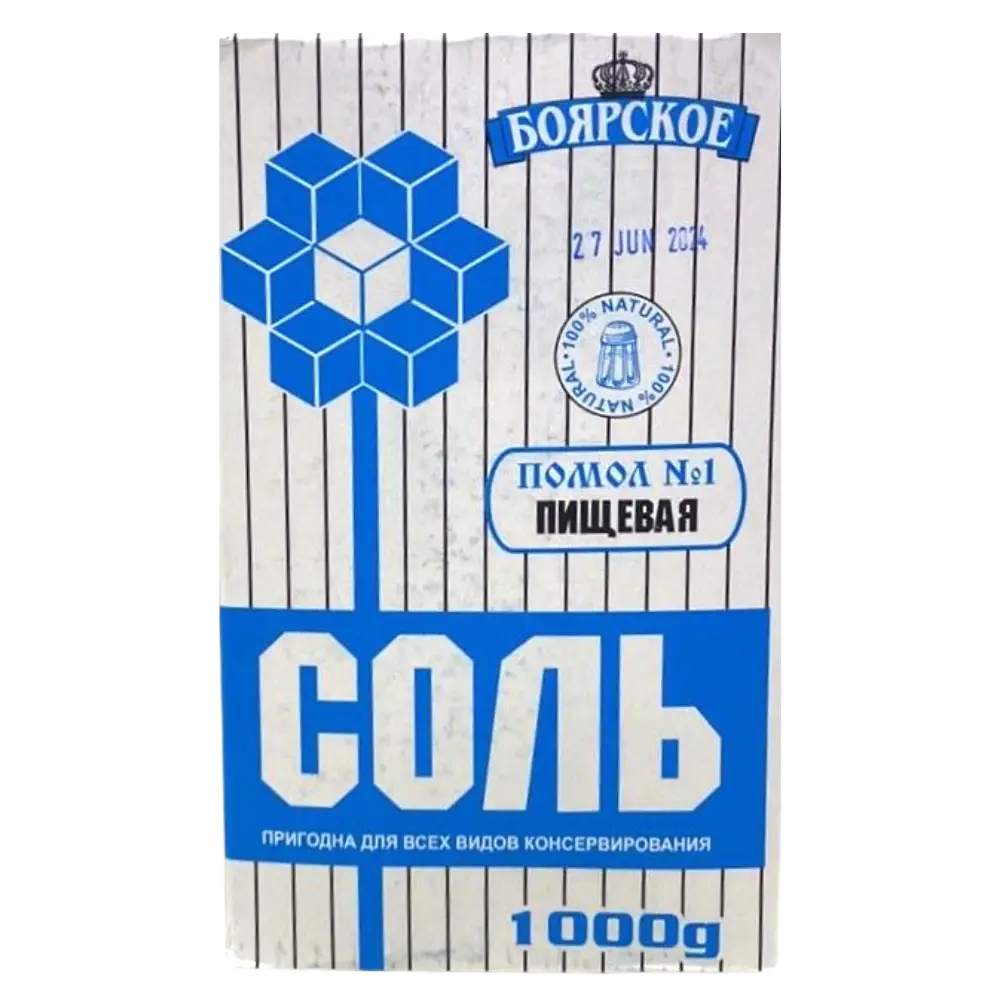 БОЯРСКОЕ
27 JUN 2024
100% NATURAL • 100% NATURAL •
ПОМОЛ №1
ПИЩЕВАЯ
СОЛЬ
ПРИГОДНА ДЛЯ ВСЕХ ВИДОВ КОНСЕРВИРОВАНИЯ
1000g